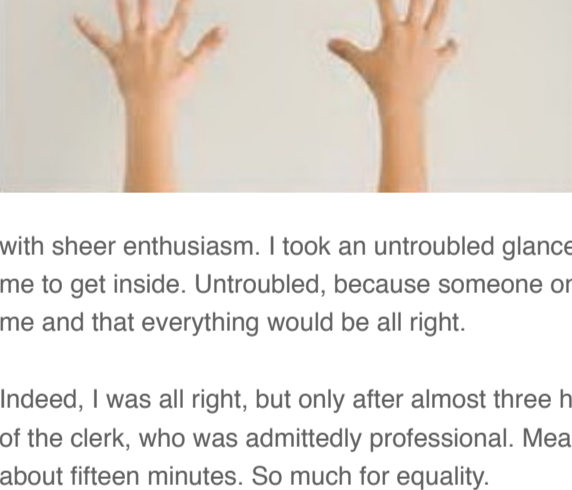 with sheer enthusiasm. I took an untroubled glance
me to get inside. Untroubled, because someone
me and that everything would be all right.
Indeed, I was all right, but only after almost three
of the clerk, who was admittedly professional.
about fifteen minutes. So much for equality.